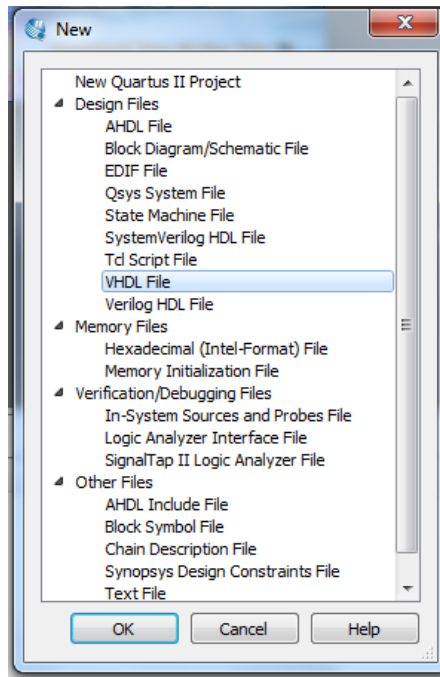 New
New Quartus II Project
Design Files
AHDL File
Block Diagram/Schematic File
EDIF File
Qsys System File
State Machine File
SystemVerilog HDL File
Tcl Script File
VHDL File
Verilog HDL File
Memory Files
Hexadecimal (Intel-Format) File
Memory Initialization File
Verification/Debugging Files
In-System Sources and Probes File
Logic Analyzer Interface File
SignalTap II Logic Analyzer File
Other Files
AHDL Include File
Block Symbol File
Chain Description File
Synopsys Design Constraints File
Text File
OK Cancel Help